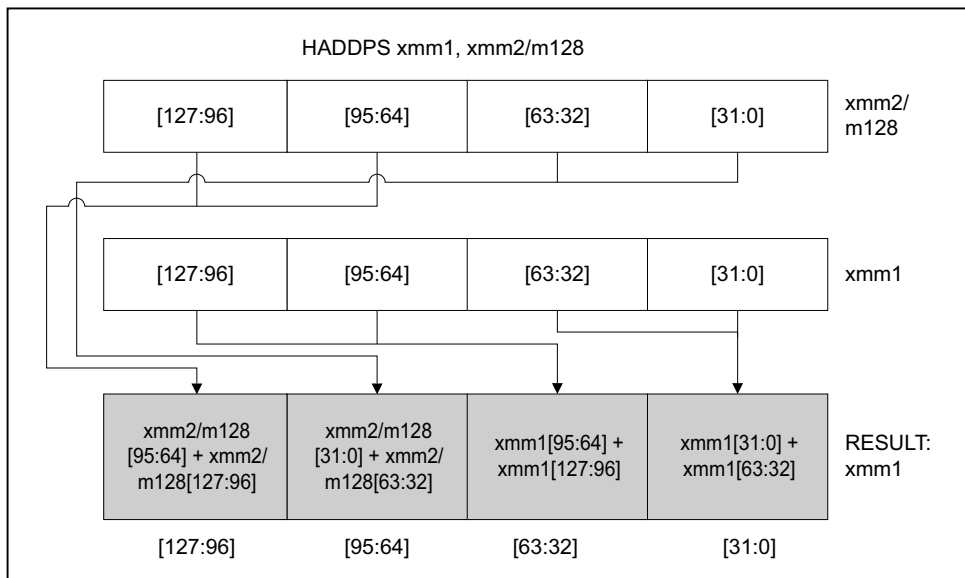 HADDPS xmm1, xmm2/m128
[127:96] [95:64] [63:32] [31:0] xmm2/
m128
[127:96] [95:64] [63:32] [31:0] xmm1
xmm2/m128
[95:64] + xmm2/
m128[127:96]
xmm2/m128
[31:0] + xmm2/
m128[63:32]
xmm1[95:64] +
xmm1[127:96]
xmm1[31:0] +
xmm1[63:32]
RESULT:
xmm1
[127:96] [95:64] [63:32] [31:0]